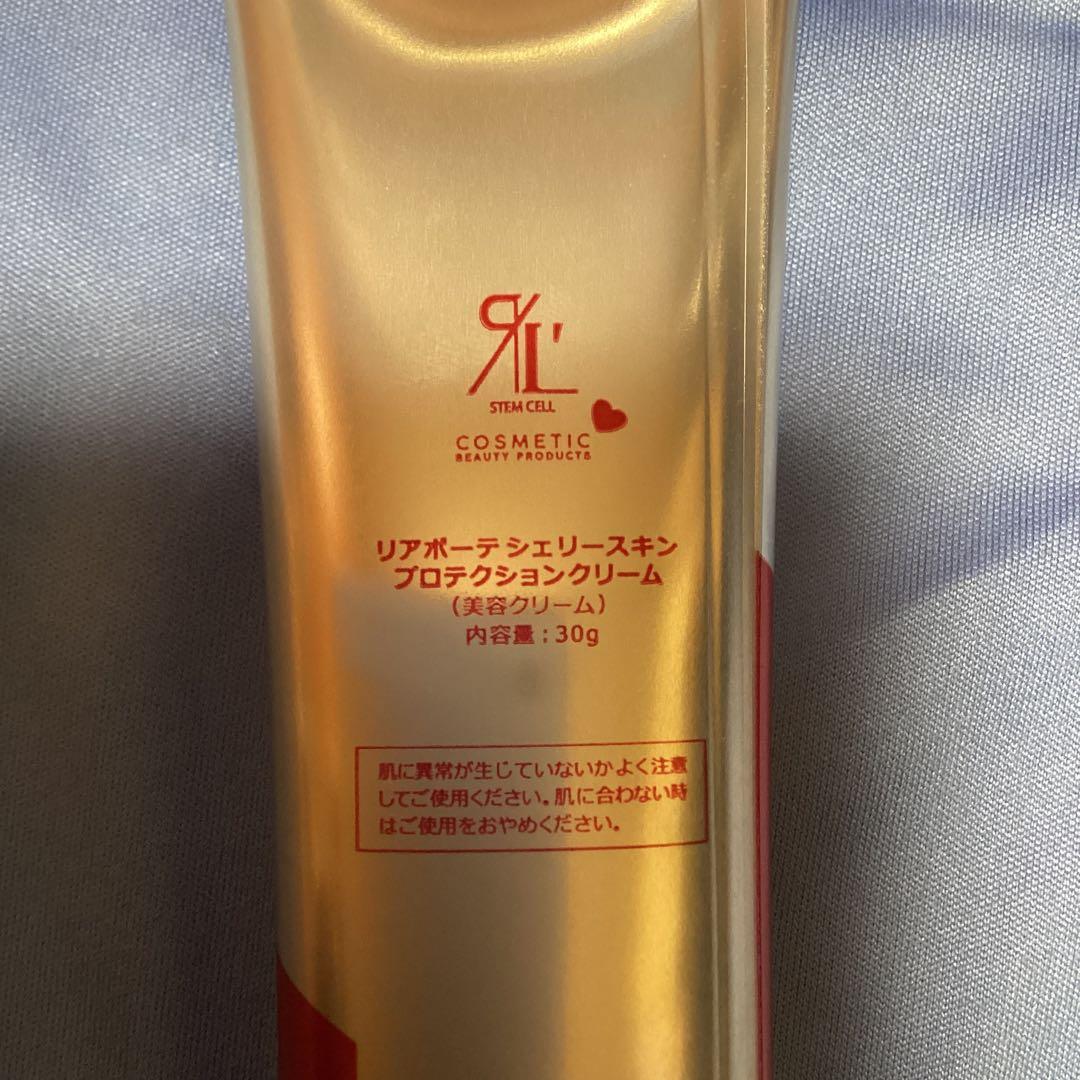 RL'
STEM CELL
COSMETIC
BEAUTY PRODUCTS
リアボーテ シェリースキン
プロテクションクリーム
(美容クリーム)
内容量:30g
肌に異常が生じていないかよく注意
してご使用ください。肌に合わない時
はご使用をおやめください。